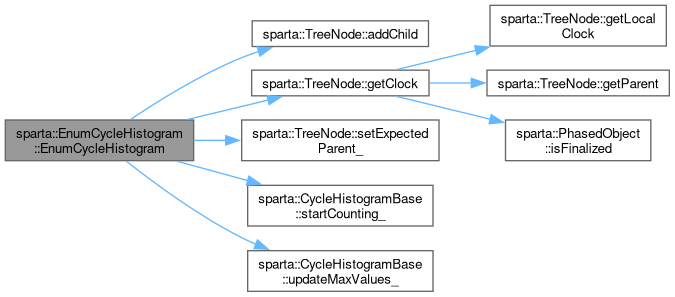 sparta::EnumCycleHistogram
::EnumCycleHistogram
sparta::TreeNode::addChild
sparta::TreeNode::getClock
sparta::TreeNode::setExpected
Parent_
sparta::CycleHistogramBase
::startCounting_
sparta::CycleHistogramBase
::updateMaxValues_
sparta::TreeNode::getLocal
Clock
sparta::TreeNode::getParent
sparta::PhasedObject
::isFinalized